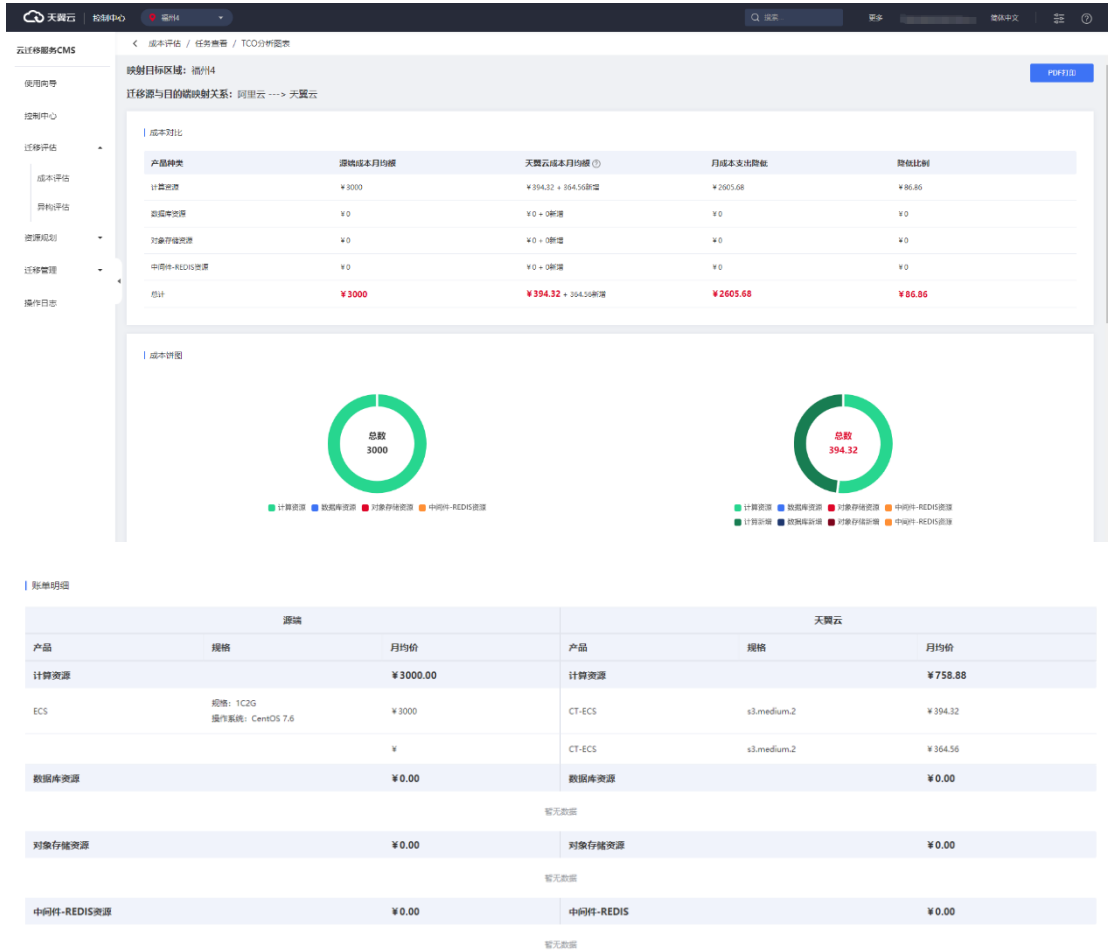 天翼云 控制中心 福州4 搜索 更多 简体中文
云迁移服务CMS
使用向导
控制中心
迁移评估
成本评估
异构评估
资源规划
迁移管理
操作日志
成本评估 / 任务查看 / TCO分析图表
映射目标区域：福州4
PDF打印
迁移源与目的端映射关系：阿里云 ---> 天翼云
成本对比
产品种类 源端成本月均额 天翼云成本月均额 月成本支出降低 降低比例
计算资源 ¥3000 ¥394.32 + 364.56新增 ¥2605.68 ¥86.86
数据库资源 ¥0 ¥0 + 0新增 ¥0 ¥0
对象存储资源 ¥0 ¥0 + 0新增 ¥0 ¥0
中间件-REDIS资源 ¥0 ¥0 + 0新增 ¥0 ¥0
总计 ¥3000 ¥394.32 + 364.56新增 ¥2605.68 ¥86.86
成本饼图
总数
3000
计算资源 数据库资源 对象存储资源 中间件-REDIS资源
总数
394.32
计算资源 数据库资源 对象存储资源 中间件-REDIS资源
计算新增 数据库新增 对象存储新增 中间件-REDIS资源
账单明细
源端 天翼云
产品 规格 月均价 产品 规格 月均价
计算资源 ¥3000.00 计算资源 ¥758.88
ECS 规格：1C2G ¥3000 CT-ECS s3.medium.2 ¥394.32
操作系统：CentOS 7.6
¥ CT-ECS s3.medium.2 ¥364.56
数据库资源 ¥0.00 数据库资源 ¥0.00
暂无数据
对象存储资源 ¥0.00 对象存储资源 ¥0.00
暂无数据
中间件-REDIS资源 ¥0.00 中间件-REDIS ¥0.00
暂无数据